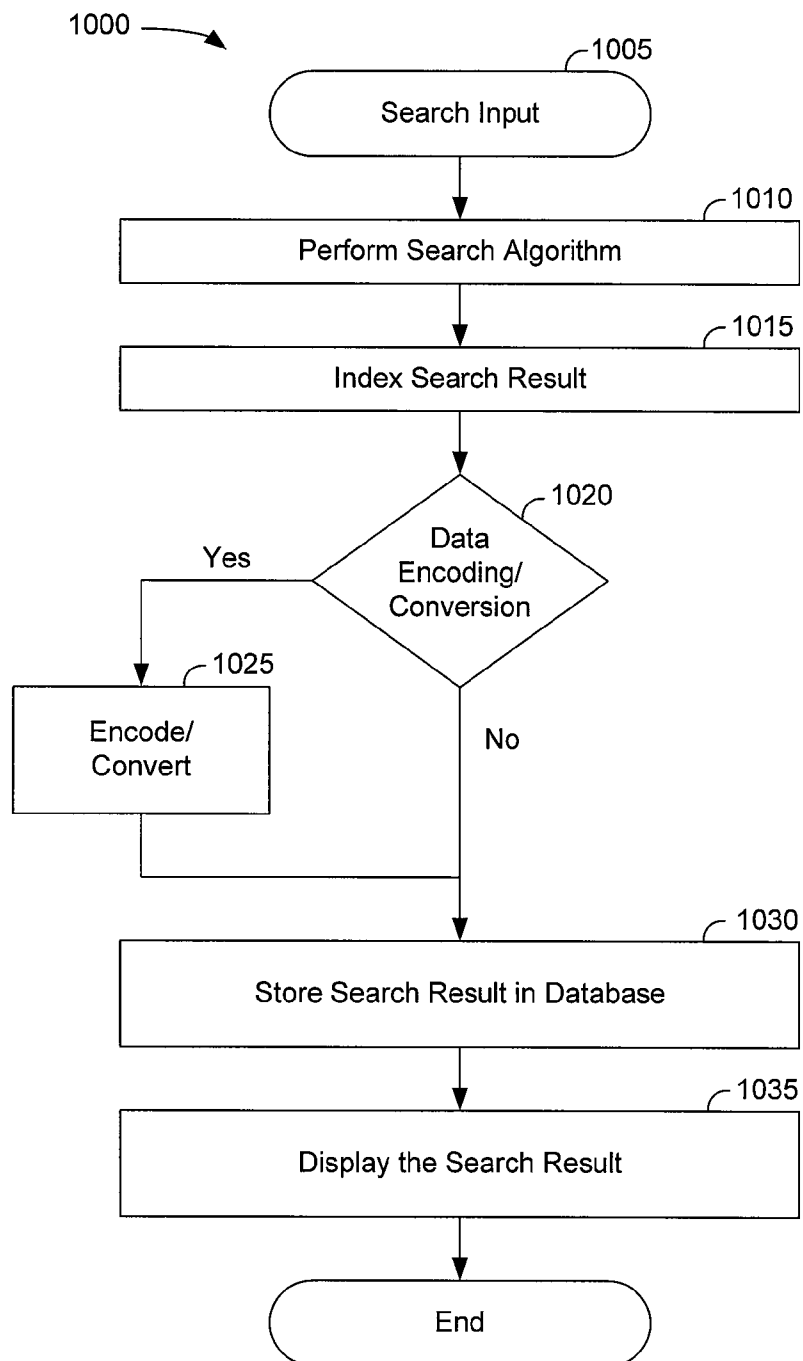 1000
1005
Search Input
1010
Perform Search Algorithm
1015
Index Search Result
1020
Data
Encoding/
Conversion
Yes
1025
Encode/
Convert
No
1030
Store Search Result in Database
1035
Display the Search Result
End